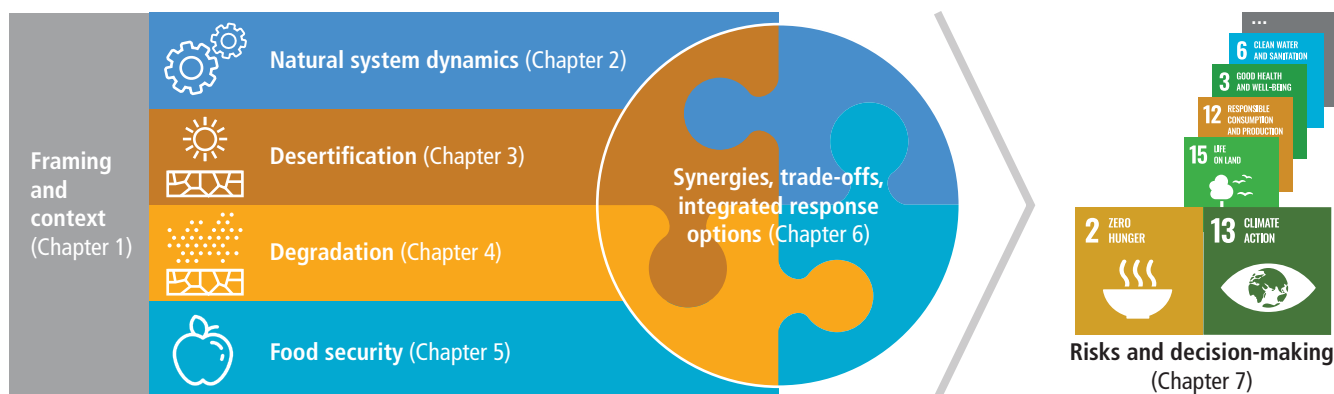 Framing
and
context
(Chapter 1)
Natural system dynamics (Chapter 2)
Desertification (Chapter 3)
Degradation (Chapter 4)
Food security (Chapter 5)
Synergies, trade-offs,
integrated response
options (Chapter 6)
...
6 CLEAN WATER
AND SANITATION
3 GOOD HEALTH
AND WELL-BEING
12 RESPONSIBLE
CONSUMPTION
AND PRODUCTION
15 LIFE
ON LAND
2 ZERO
HUNGER
13 CLIMATE
ACTION
Risks and decision-making
(Chapter 7)